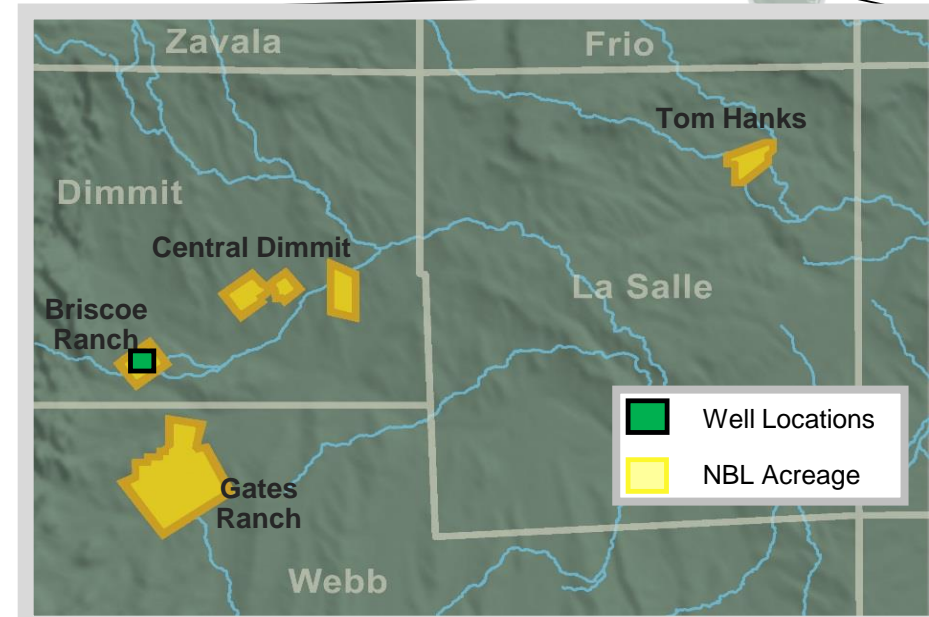 Zavala
Frio
Tom Hanks
Dimmit
Central Dimmit
La Salle
Briscoe
Ranch
Well Locations
NBL Acreage
Gates
Ranch
Webb